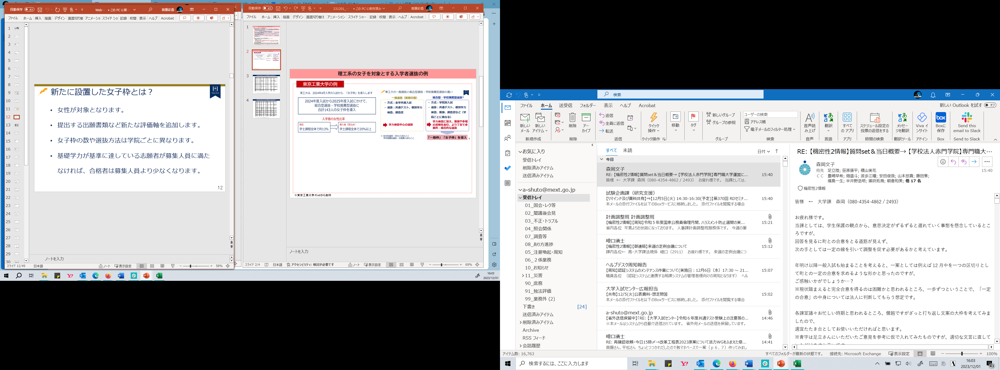 自動保存 オフ Web… • この PC に保…
首藤彩香
ファイル ホーム 挿入 描画 デザイン 画面切り替 アニメーショ スライド ショ 記録 校閲 表示 ヘルプ Acrobat
1
2
3
4
5
6
7
8
9
10
11
12
13
14
15
16
17
18
19
20
21
22
23
24
25
26
27
28
29
30
新たに設置した女子枠とは？
Tokyo Tech
• 女性が対象となります。
• 提出する出願書類など新たな評価軸を追加します。
• 女子枠の数や選抜方法は学院ごとに異なります。
• 基礎学力が基準に達している志願者が募集人員に満た
なければ、合格者は募集人員より少なくなります。
12
ノートを入力
スライド 12/49 日本語 ノート 表示設定 58%
自動保存 オフ 231201_… • この PC に保存済み
首藤彩香
ファイル ホーム 挿入 描画 デザイン 画面切り替え アニメーション スライド ショー 記録 校閲 表示 ヘルプ Acrobat
1
2
3
4
理工系の女子を対象とする入学者選抜の例
東京工業大学の例
東工大は、2024年4月入学の入試から、「女子枠」を導入します
2024年度入試から2025年度入試にかけて、
総合型選抜・学校推薦型選抜に
合計143人の女子枠を導入
入学者の女性比率
現在
学士課程全体で約13%
導入後（見込み）
学士課程全体で20%以上
東工大の一般選抜と総合型選抜・学校推薦型選抜の違い
一般選抜（前期日程）
• 方式：全学共通入試
• 選抜：共通テスト、個別学力
検査、調査書
学力検査中心の選抜
総合型・学校推薦型選抜※
• 方式：学院別入試
• 選抜：共通テスト、個別学力
検査、面接、調査書など（学
院ごとに異なる）
学力検査に加え、面接や多種
の書類を含む、より丁寧で多
面的・総合的な選抜
「一般枠」「女子枠」を導入
※ 総合型選抜：旧AO入試のこと
学校推薦型選抜：旧推薦入試のこと
9
※東京工業大学のHPから抜粋
ノートを入力
スライド 2/4 日本語 アクセシビリティ: 検討が必要です ノート 表示設定 69%
16:03
2023/12/01
検索
ファイル ホーム 送受信 フォルダー 表示 ヘルプ Acrobat
新しい Outlook を試す オフ
新しい
メール
新しい
アイテム
新規作成
削除
アー
カイブ
削除
返信
全員に返信
転送
返信
クイック
操作
クイック操作
移動
タグ
新しいグループ
グループの参照
グループ
ユーザーの検索
アドレス帳
電子メールのフィルター処理
検索
音声読
み上げ
音声
翻訳
言語
すべて
の アプリ
アプリ
スケジュール設定の
投票の返信をする
時間の検索
メッセー
ジを翻訳
翻訳ツール
Viva イ
ンサイト
アドイン
box
Boxに
保存
Box
Send this
email to Slack
Send to Slack
お気に入り
受信トレイ
削除済みアイテム
送信済みアイテム
a-shuto@mext.go.jp
受信トレイ
01_国会・レク等
02_閣議後会見
03_不正・トラブル
04_照会関係
07_調査等
08_あり方進捗
05_注意喚起・周知
06_２係業務
10_お知らせ
11_災害
90_庶務
91_独法評価
99_業務外 (2)
下書き [24]
送信済みアイテム
削除済みアイテム
Archive
RSS フィード
会話履歴
すべて 未読
日付
今日
森岡文子
RE: 【機密性2情報】質問set＆当日概要→ 【学校法人赤門学院】専門職大学運営に… 15:40
皆様 ← 大学課 森岡（080-4354-4862 / 2493） お疲れ様です。 当課としては、
試験企画課（研究支援）
【リマインド及び資料共有】⇒【12月5日(火) 14:30-16:30(予定)】第370回 RDセミナ… 15:40
本メールの添付ファイルを以下のBoxサービスに格納しました。 添付ファイルを閲覧する場合
計画調整班 計画調整班
【機密性2情報】【周知】令和５年度国家公務員倫理月間、ハラスメント防止週間の実… 15:21
省内各位 平素よりお世話になっております。 人事課計画調整班服務係です。 今週の筆
嶝口湧士
【機密性2情報】【御連絡】来週の定例会議について 15:12
課内各位← 高・大学課法規係 嶝口（2911） お疲れ様です。 来週の定例会議につ
ヘルプデスク周知報告
【周知】認証システムのメンテナンス作業について(実施日：12月6日（水）17:30 ～ 21… 15:07
職員各位 （認証システムと連携する局課システムの管理者様向けの周知となります） ヘル
大学入試センター広報担当
【共有】12/5(火)公表資料・想定問答 15:02
本メールの添付ファイルを以下のBoxサービスに格納しました。 添付ファイルを閲覧する場合
a-shuto@mext.go.jp
【省外送信保留中】「RE: 【大学入試センター】令和６年度共通テスト受験上の注意等の… 14:46
※本メールはシステムから自動で送信されています。 省外宛メールの送信を保留しています。
嶝口湧士
RE: 再確認依頼・今日15時〆→改革工程表2023原案について活力WGをふまえた修… 14:41
首藤さん、平松さん ちょっとつつかれだしたので教マネベースで一案（ｐ６、７）作ってみまし
RE: 【機密性2情報】質問set＆当日概要→ 【学校法人赤門学院】専門職大…
森岡文子
宛先 足立陸; 笹原康平; 横山実花
15:40
ＣＣ 豊嶋早希; 畑盛斗; 波多江瞳; 安田俊哉; 山本悠貴; 藤田隼;
福島一生; 半井野浩明; 國府拓海; 朝倉和美; 他 17 名
機密性2情報
皆様 ← 大学課 森岡（080-4354-4862 / 2493）
お疲れ様です。
当課としては、学生保護の観点から、意思決定がずるずると遅れていく事態を懸念しているとこ
ろですが、
回答を見るに町との合意をとる道筋が見えず、
次の手としては一定の線を引いて調整を促す必要があるかと考えています。
年明け以降一般入試も始まることを考えると、一案としては例えば 12 月中を一つの区切りとし
て町との一定の合意を求めるような形かと思ったのですが、
ご感触いかがでしょうか…？
※現状踏まえると完全合意を得るのは困難かと思われるところ、一歩ずつということで、「一定
の合意」の中身については法人に判断してもらう想定です。
各課室諸々お忙しい時期と思われるところ、僭越ですがざっと打ち返し文案の大枠を考えてみま
したので、
適宜たたき台としてお使いいただければと思います。
※青字は足立さんにいただいたご意見を参考に仮で入れてみたものですが、適切な文言に直して
アイテム数: 16,763
すべてのフォルダーが最新の状態です。 接続先: Microsoft Exchange 表示設定 100%
検索するには、ここに入力します
16:03
2023/12/01
43